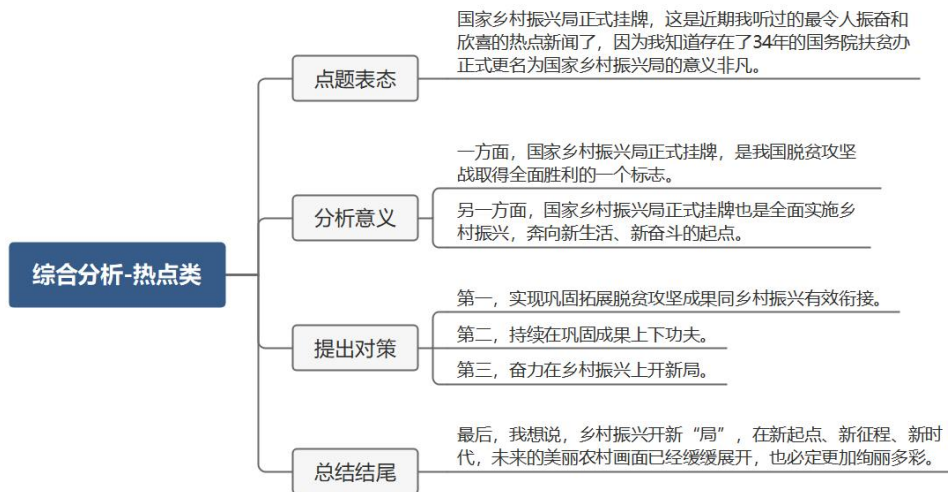 综合分析-热点类
点题表态
国家乡村振兴局正式挂牌，这是近期我听过的最令人振奋和
欣喜的热点新闻了，因为我知道存在了34年的国务院扶贫办
正式更名为国家乡村振兴局的意义非凡。
分析意义
一方面，国家乡村振兴局正式挂牌，是我国脱贫攻坚
战取得全面胜利的一个标志。
另一方面，国家乡村振兴局正式挂牌也是全面实施乡
村振兴，奔向新生活、新奋斗的起点。
提出对策
第一，实现巩固拓展脱贫攻坚成果同乡村振兴有效衔接。
第二，持续在巩固成果上下功夫。
第三，奋力在乡村振兴上开新局。
总结结尾
最后，我想说，乡村振兴开新“局”，在新起点、新征程、新时
代，未来的美丽农村画面已经缓缓展开，也必定更加绚丽多彩。